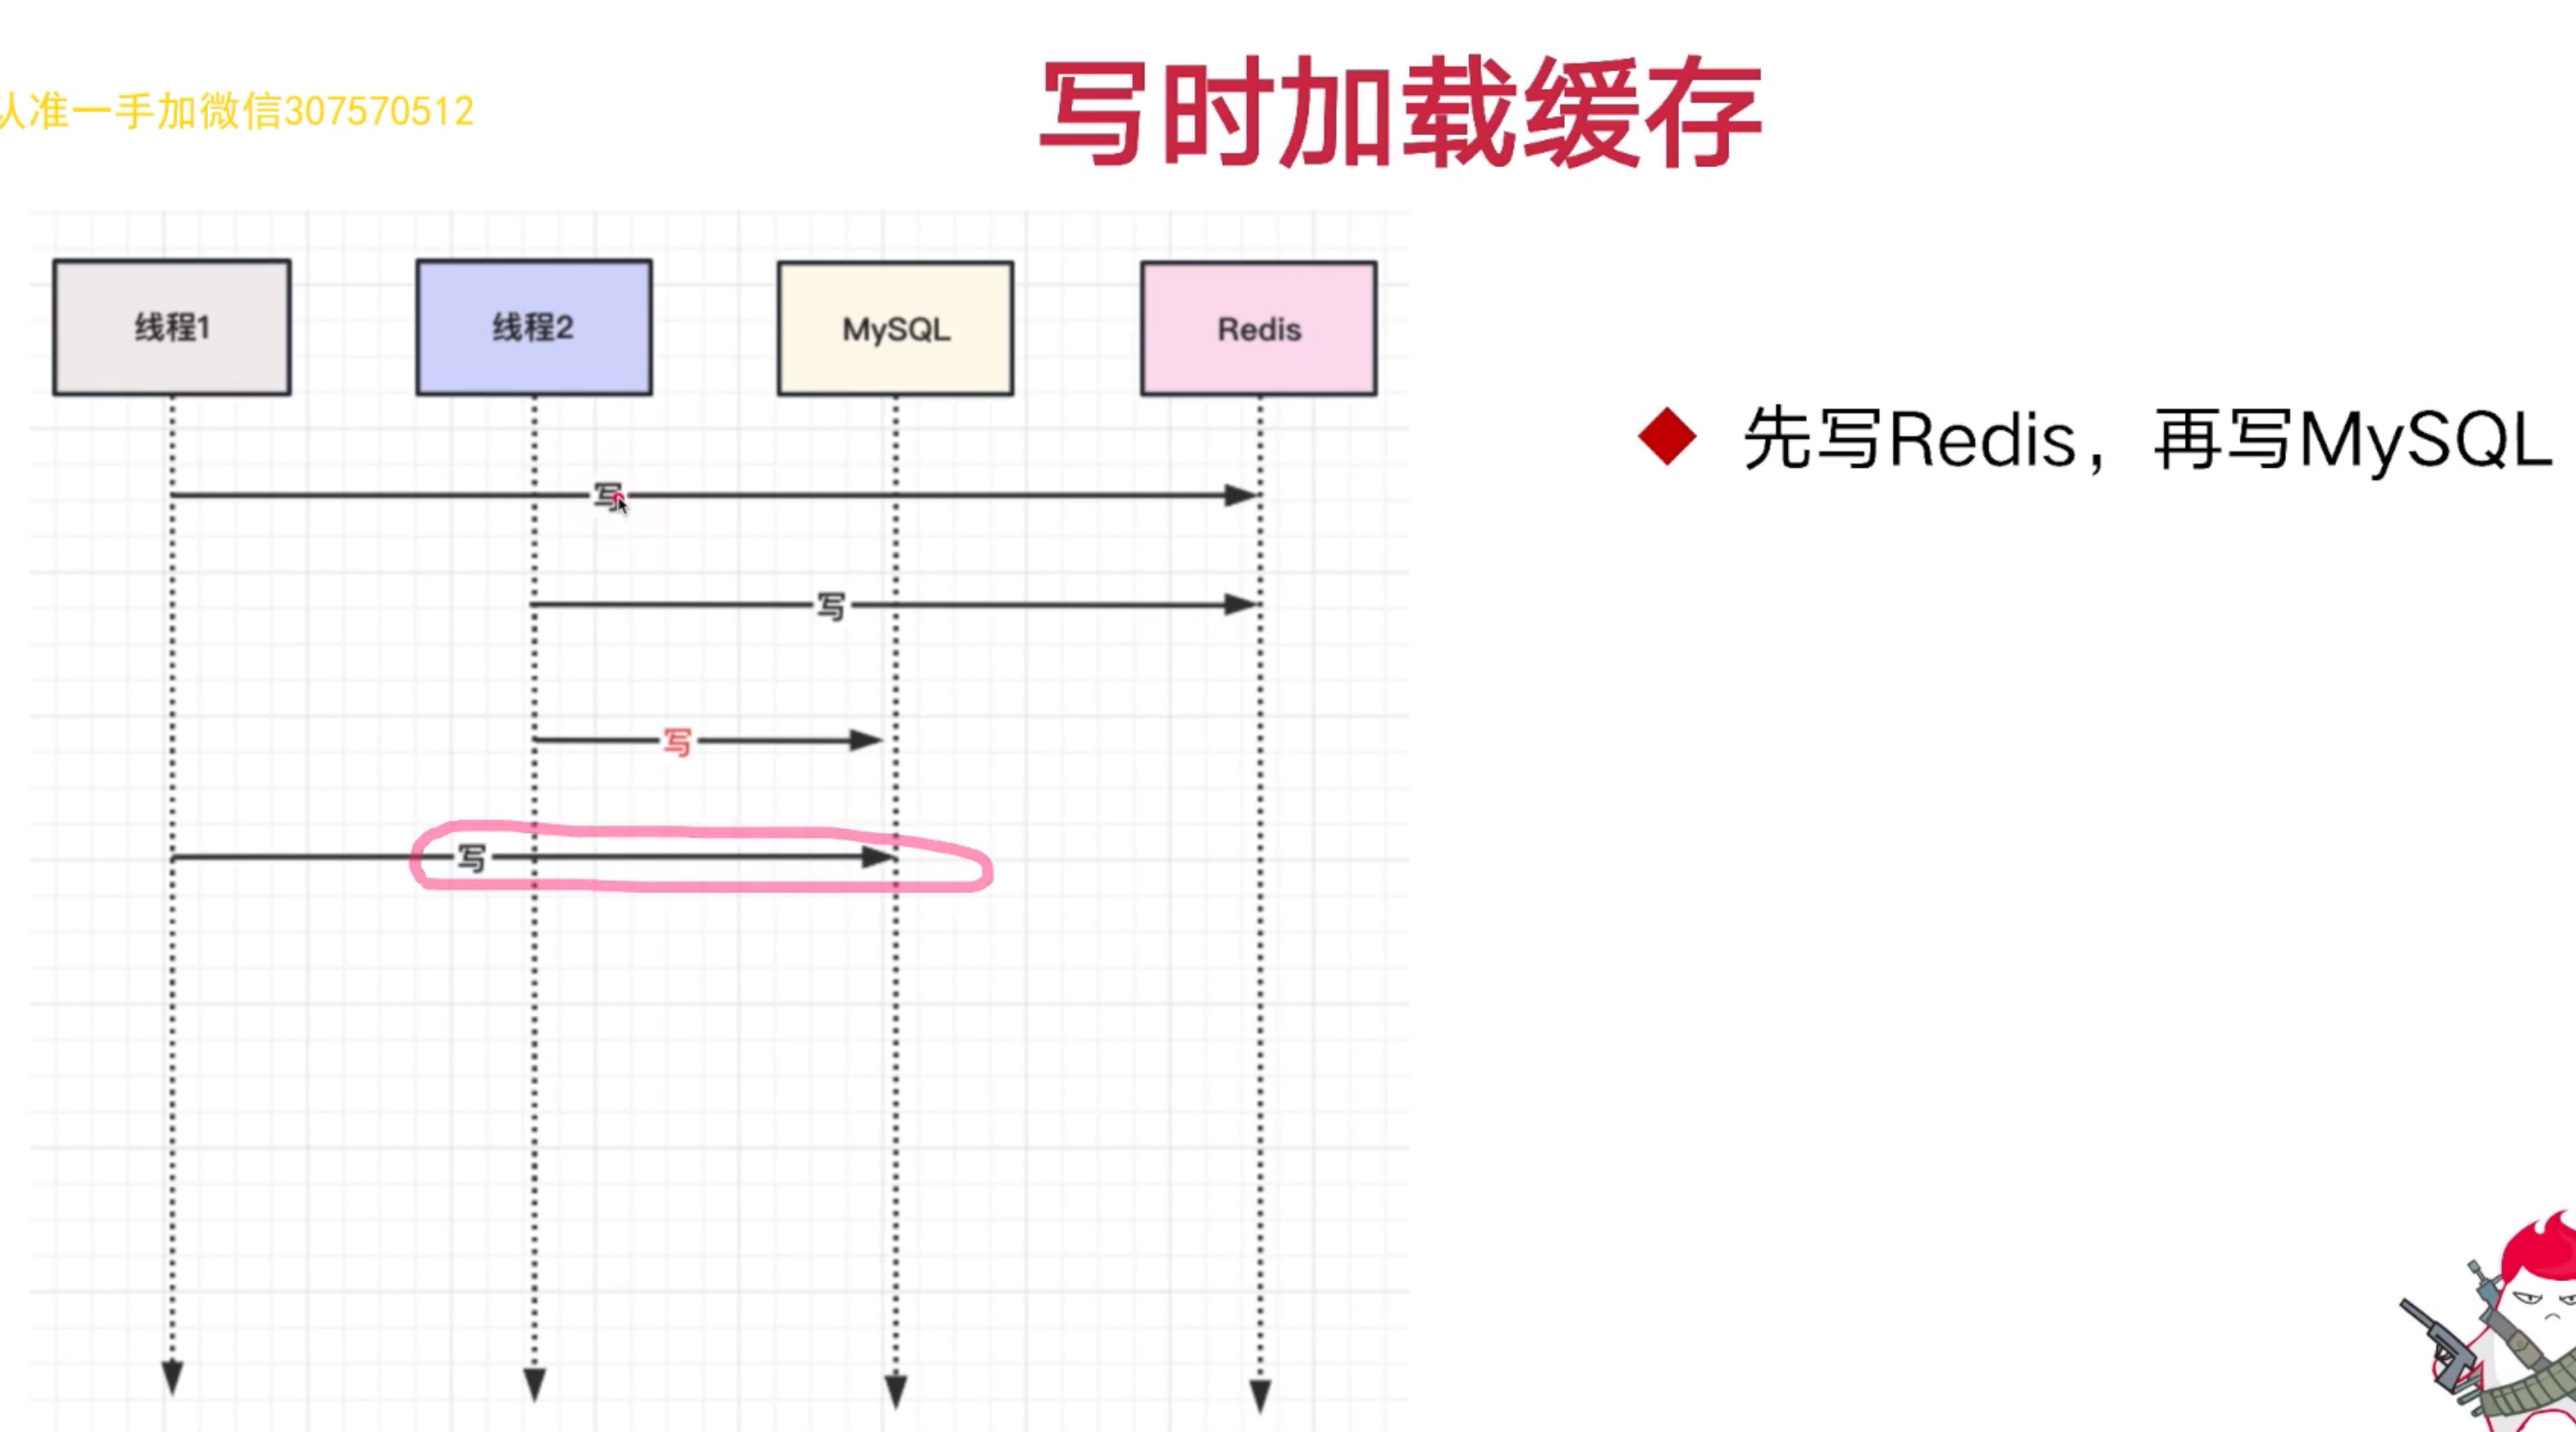 写时加载缓存
认准一手加微信307570512
线程1
线程2
MySQL
Redis
先写Redis，再写MySQL
写
写
写
写